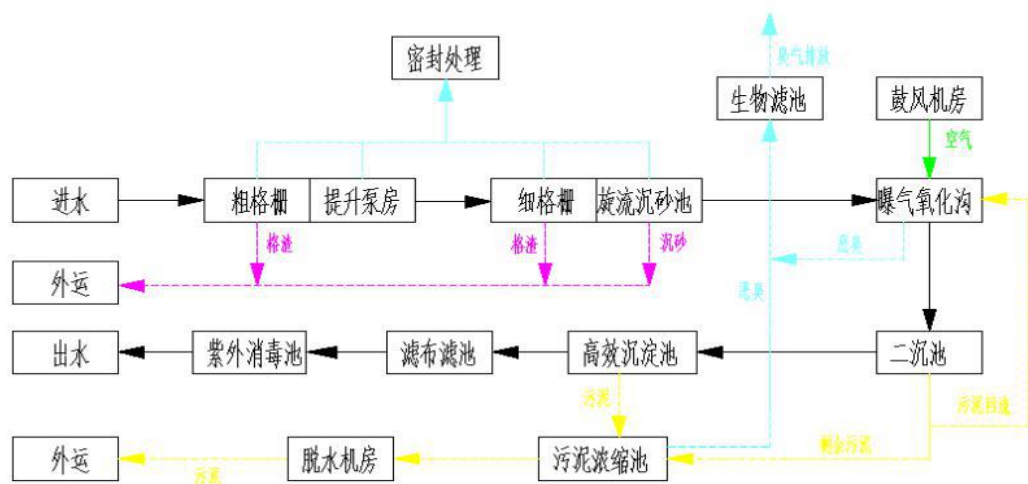 密封处理
臭气排放
生物滤池
鼓风机房
空气
进水
粗格栅
提升泵房
细格栅
旋流沉砂池
曝气氧化沟
格渣
格渣
沉砂
恶臭
外运
恶臭
出水
紫外消毒池
滤布滤池
高效沉淀池
二沉池
污泥
污泥回流
剩余污泥
外运
脱水机房
污泥浓缩池
污泥